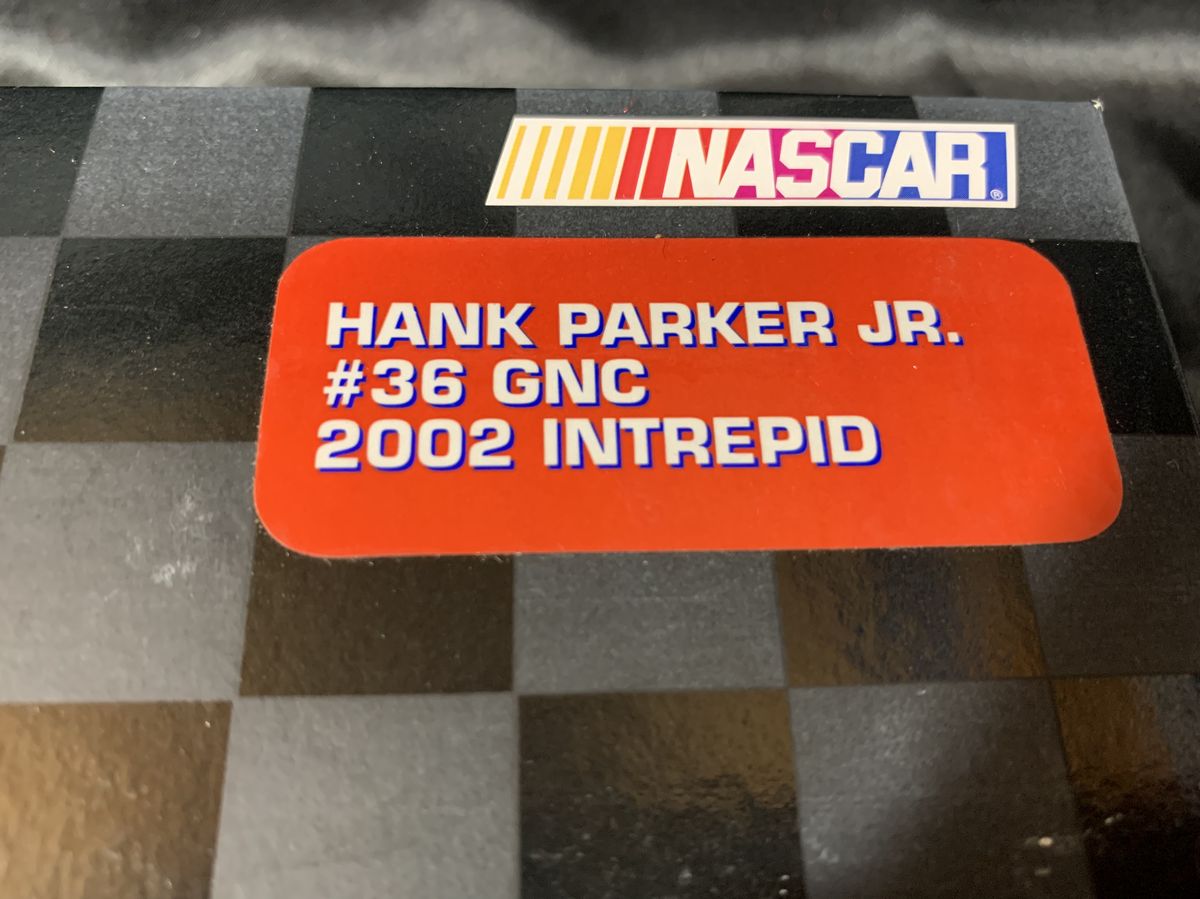 NASCAR®
HANK PARKER JR.
#36 GNC
2002 INTREPID